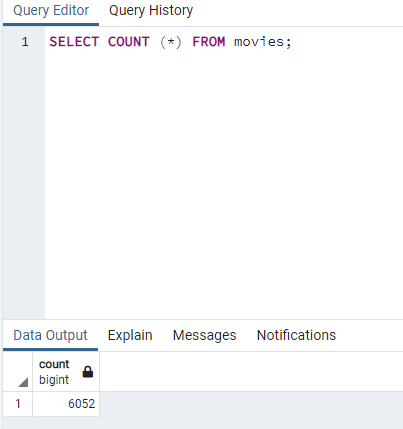 Query Editor Query History
1 SELECT COUNT (*) FROM movies;
Data Output Explain Messages Notifications
count
bigint
1 6052